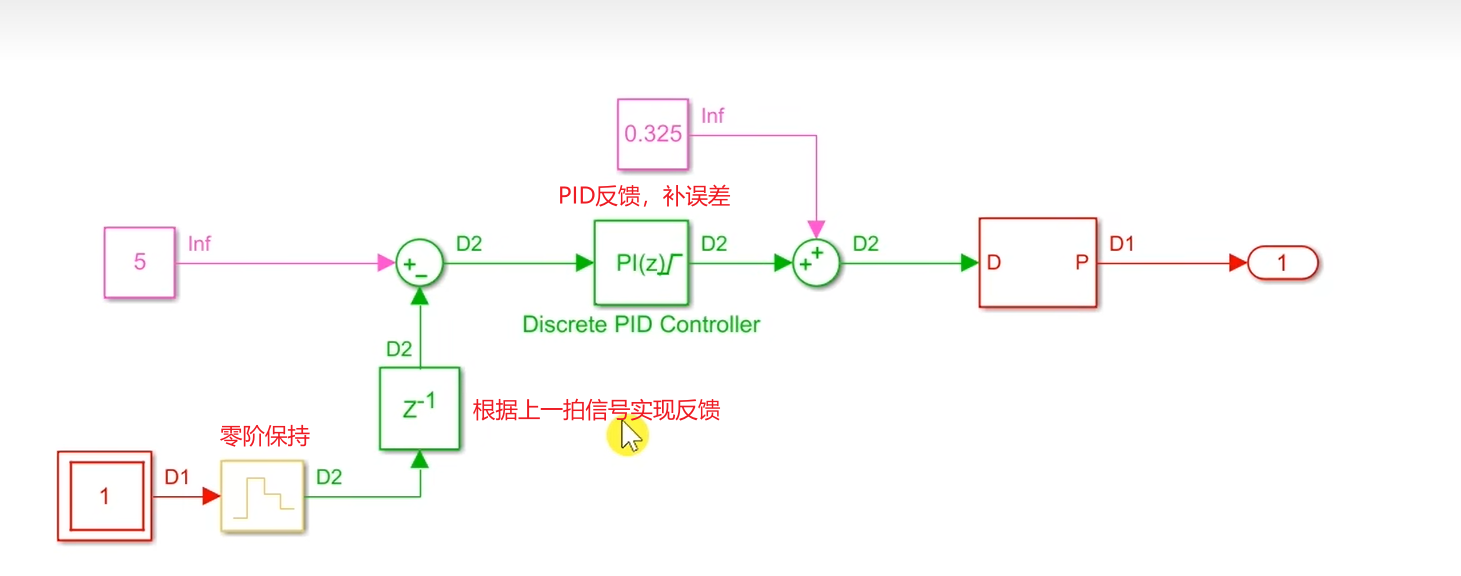 0.325
Inf
PID反馈，补误差
5
Inf
D2
PI(z)
D2
D2
D
P
D1
1
Discrete PID Controller
D2
Z-1
根据上一拍信号实现反馈
零阶保持
1
D1
D2